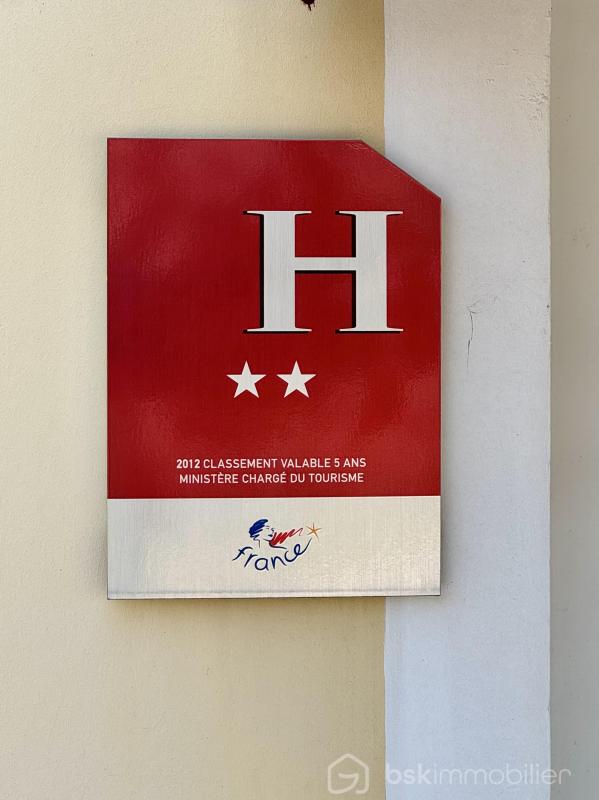 H
2012 CLASSEMENT VALABLE 5 ANS
MINISTÈRE CHARGÉ DU TOURISME
france
bskimmobilier